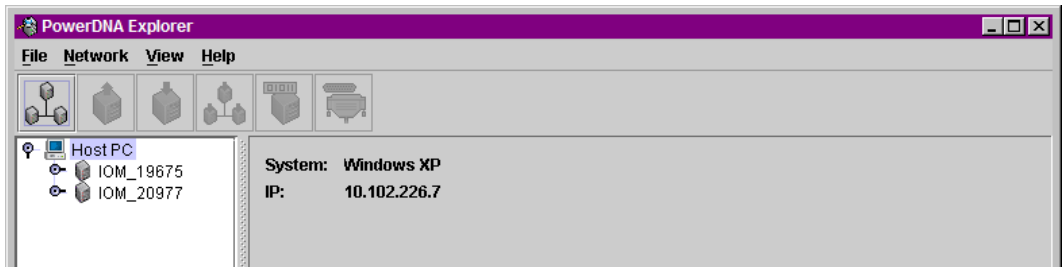 PowerDNA Explorer
File Network View Help
Host PC
IOM_19675
IOM_20977
System: Windows XP
IP: 10.102.226.7